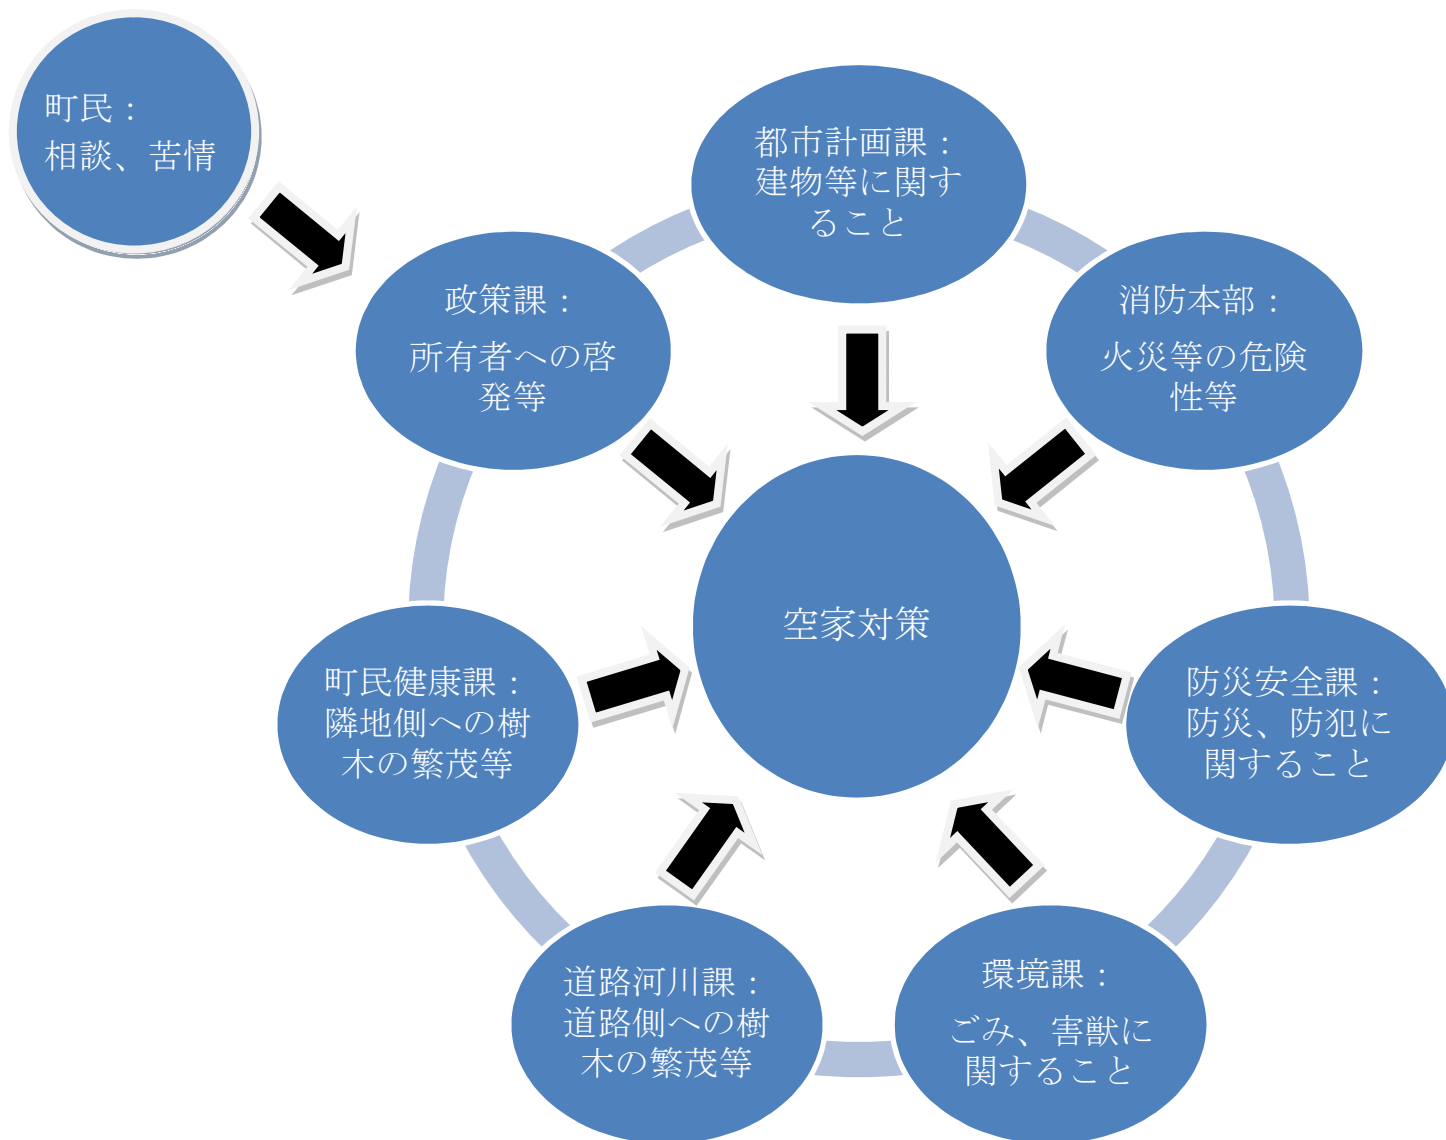 町民：
相談、苦情
都市計画課：
建物等に関す
ること
政策課：
所有者への啓
発等
消防本部：
火災等の危険
性等
空家対策
町民健康課：
隣地側への樹
木の繁茂等
防災安全課：
防災、防犯に
関すること
道路河川課：
道路側への樹
木の繁茂等
環境課：
ごみ、害獣に
関すること